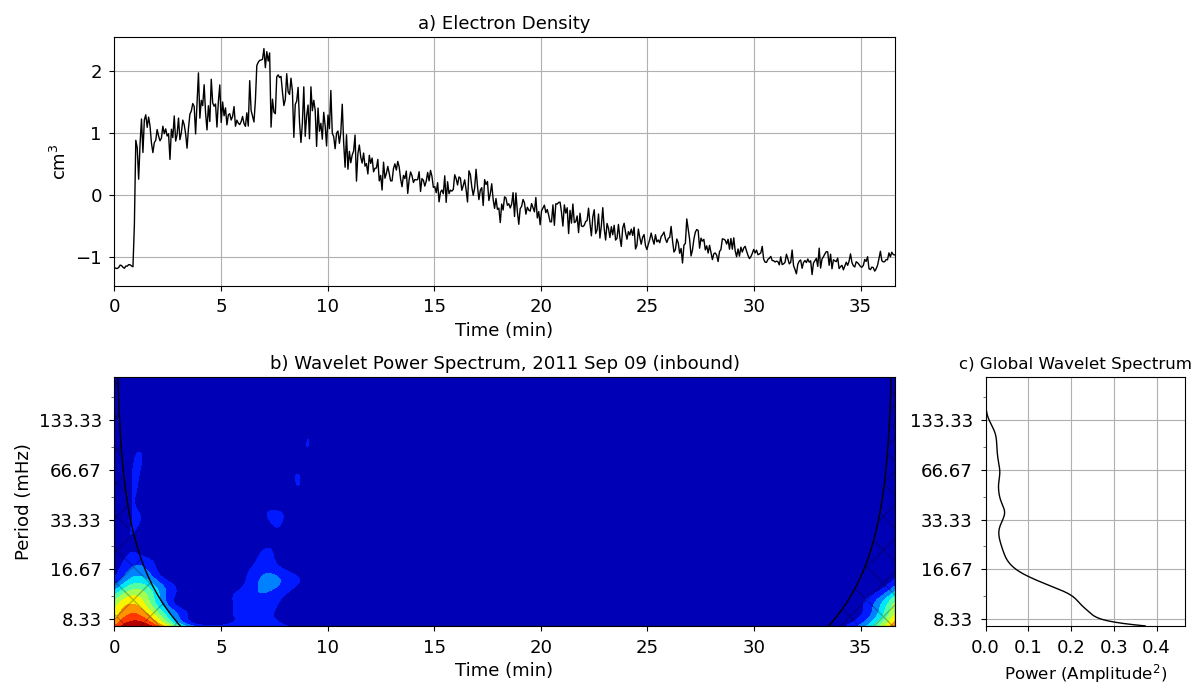 a) Electron Density
2
1
0
−1
cm³
0 5 10 15 20 25 30 35
Time (min)
b) Wavelet Power Spectrum, 2011 Sep 09 (inbound)
133.33
66.67
33.33
16.67
8.33
Period (mHz)
0 5 10 15 20 25 30 35
Time (min)
c) Global Wavelet Spectrum
133.33
66.67
33.33
16.67
8.33
0.0 0.1 0.2 0.3 0.4
Power (Amplitude²)